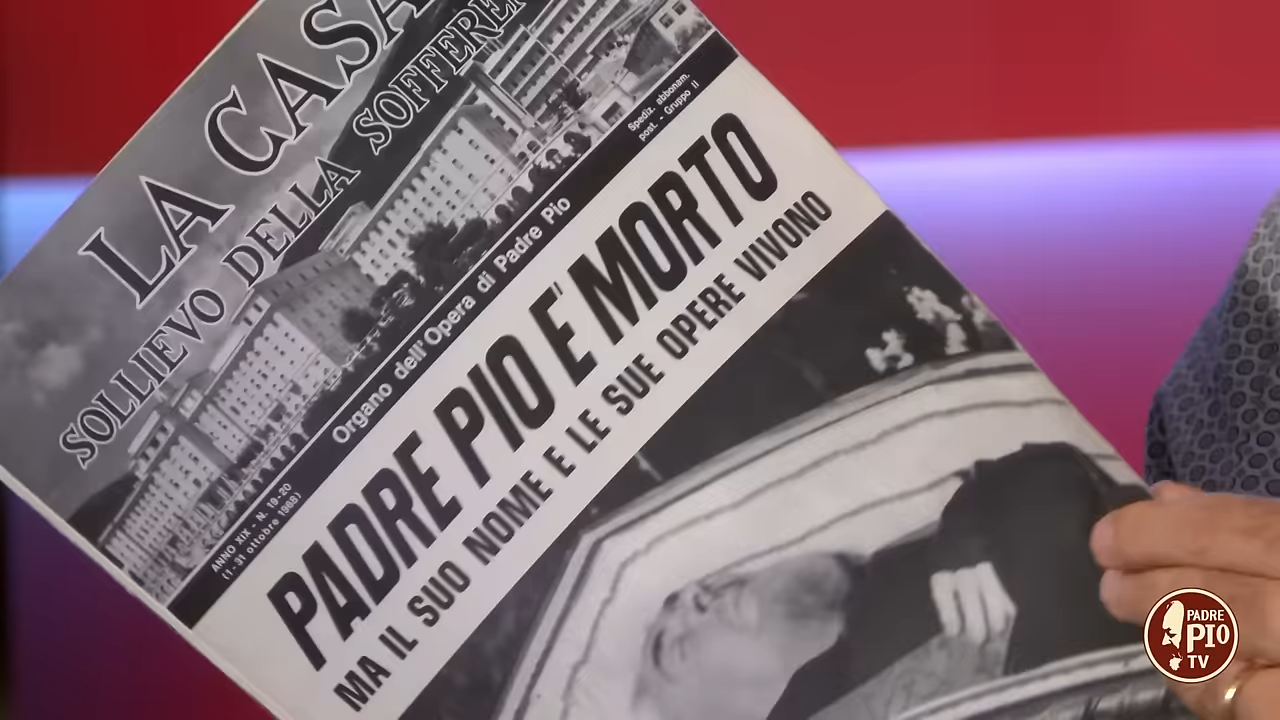 LA CASA
SOLLIEVO DELLA
Spediz. abbonam.
post. - Gruppo II
Organo dell'Opera di Padre Pio
ANNO XIX - N. 19-20
(1-31 ottobre 1968)
PADRE PIO E' MORTO
MA IL SUO NOME E LE SUE OPERE VIVONO
PADRE
PIO
TV